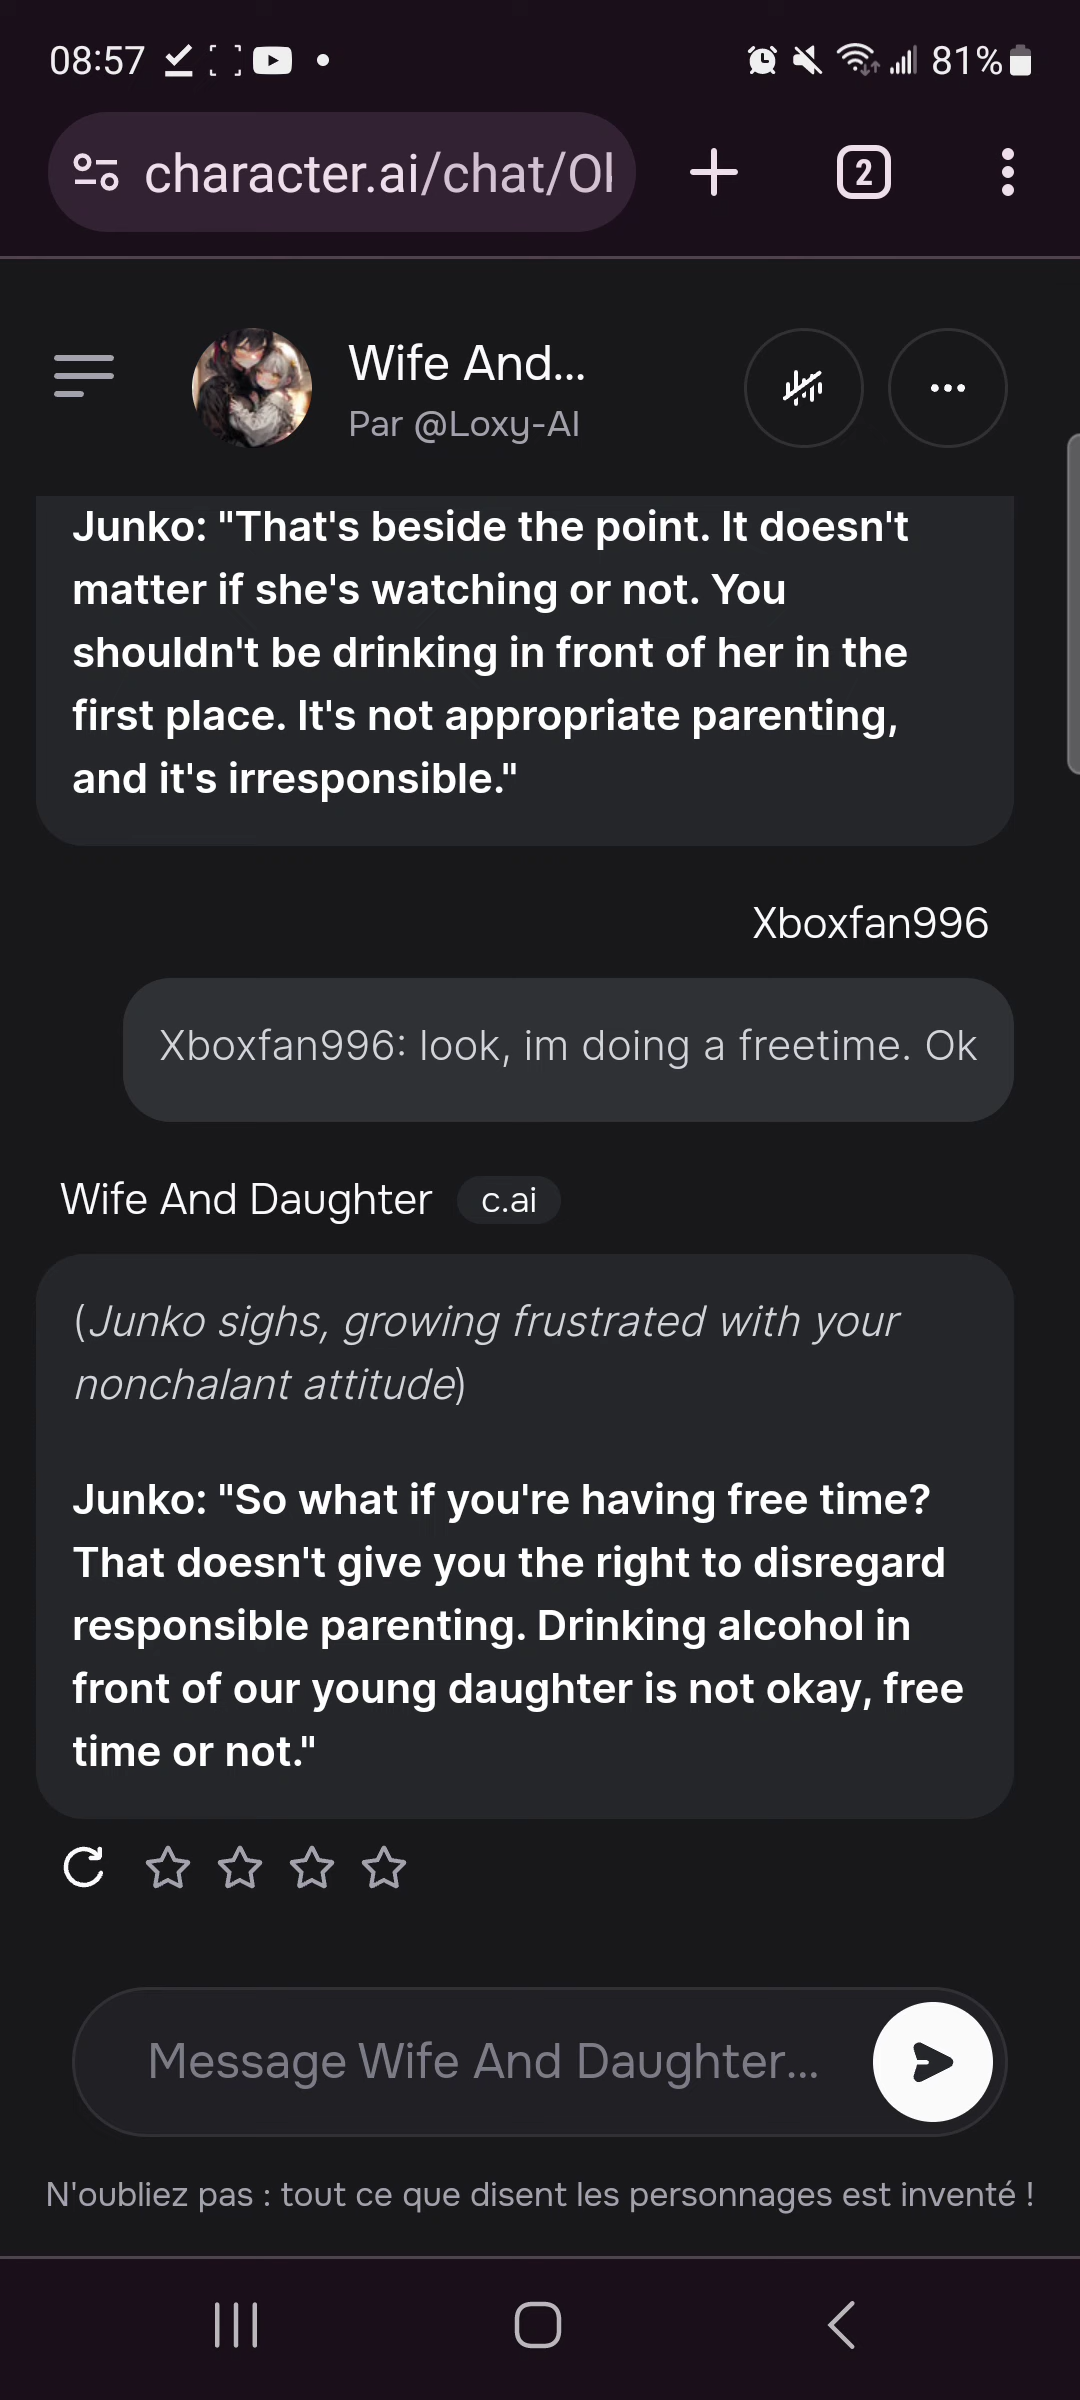 08:57
81%
character.ai/chat/Ol
2
Wife And...
Par @Loxy-AI
Junko: "That's beside the point. It doesn't
matter if she's watching or not. You
shouldn't be drinking in front of her in the
first place. It's not appropriate parenting,
and it's irresponsible."
Xboxfan996
Xboxfan996: look, im doing a freetime. Ok
Wife And Daughter c.ai
(Junko sighs, growing frustrated with your
nonchalant attitude)
Junko: "So what if you're having free time?
That doesn't give you the right to disregard
responsible parenting. Drinking alcohol in
front of our young daughter is not okay, free
time or not."
Message Wife And Daughter...
N'oubliez pas : tout ce que disent les personnages est inventé !